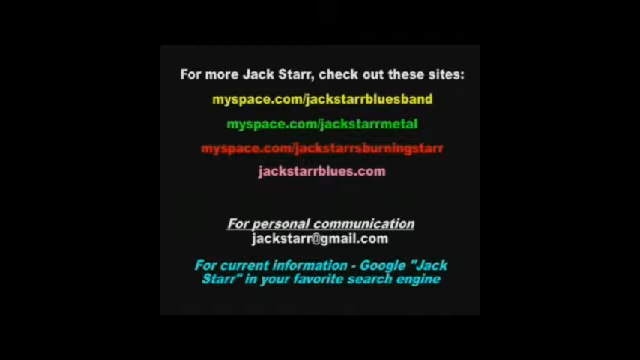 For more Jack Starr, check out these sites:
myspace.com/jackstarrbluesband
myspace.com/jackstarrmetal
myspace.com/jackstarrsburningstarr
jackstarrblues.com
For personal communication
jackstarr@gmail.com
For current information - Google "Jack
Starr" in your favorite search engine